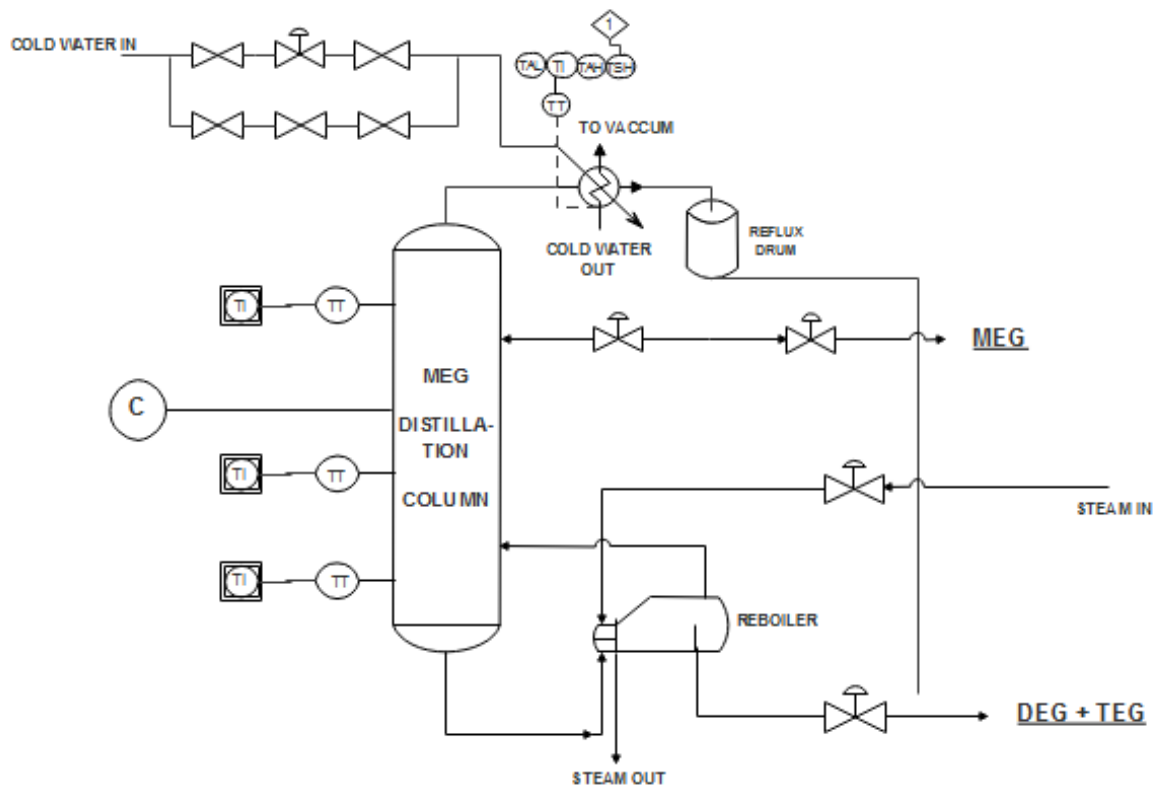 1
COLD WATER IN
TAL
TI
TAH
TSH
TT
TO VACCUM
COLD WATER
OUT
REFLUX
DRUM
TI
TT
MEG
MEG
DISTILLA-
TION
COLUMN
C
TI
TT
STEAM IN
TI
TT
REBOILER
DEG + TEG
STEAM OUT